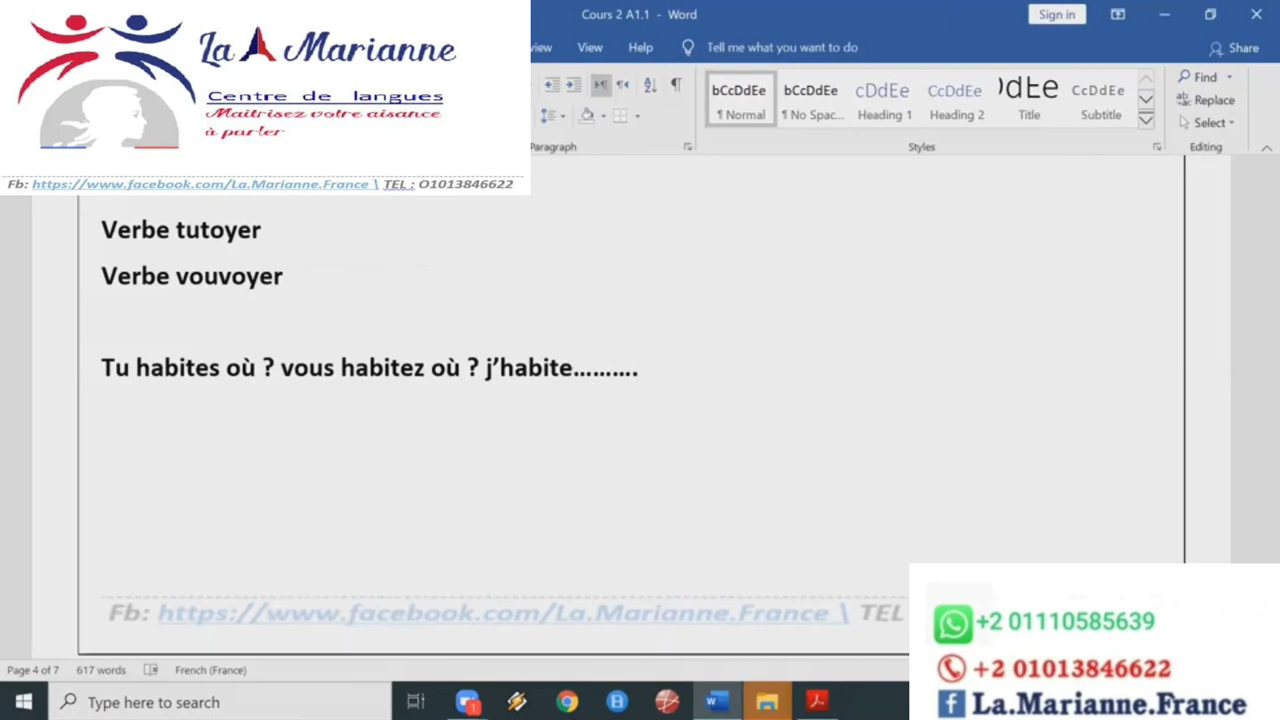 Cours 2 A1.1 - Word
Sign in
La Marianne
Centre de langues
Maîtrisez votre aisance
à parler
Fb: https://www.facebook.com/La.Marianne.France \ TEL : O1013846622
View
Help
Tell me what you want to do
Share
bCcDdEe
¶ Normal
bCcDdEe
¶ No Spac...
cDdEe
Heading 1
CcDdEe
Heading 2
Title
CcDdEe
Subtitle
Find
Replace
Select
Paragraph
Styles
Editing
Verbe tutoyer
Verbe vouvoyer
Tu habites où ? vous habitez où ? j’habite……….
Fb: https://www.facebook.com/La.Marianne.France \ TEL
+2 01110585639
+2 01013846622
La.Marianne.France
Page 4 of 7
617 words
French (France)
Type here to search